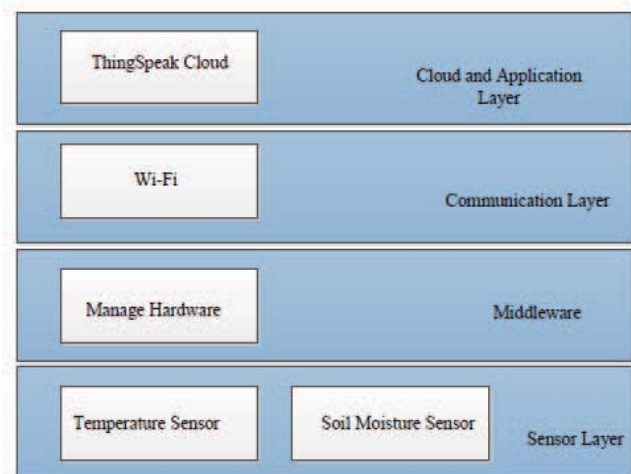 ThingSpeak Cloud
Cloud and Application
Layer
Wi-Fi
Communication Layer
Manage Hardware
Middleware
Temperature Sensor
Soil Moisture Sensor
Sensor Layer